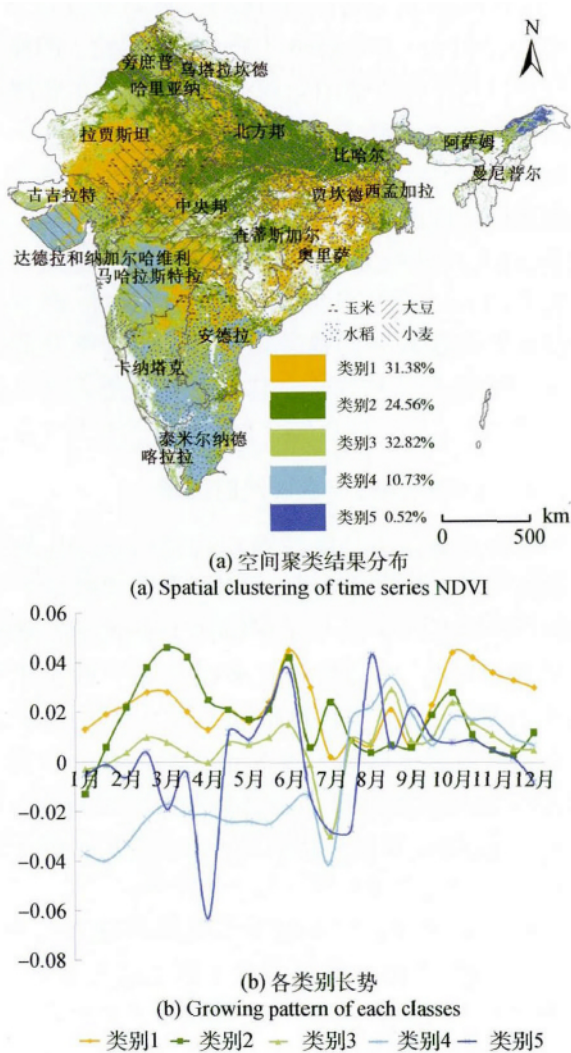 N
旁庶普
乌塔拉坎德
哈里亚纳
拉贾斯坦
北方邦
比哈尔
阿萨姆
曼尼普尔
古吉拉特
中央邦
贾坎德
西孟加拉
查蒂斯加尔
奥里萨
达德拉和纳加尔哈维利
马哈拉斯特拉
安德拉
卡纳塔克
泰米尔纳德
喀拉拉
玉米 大豆
水稻 小麦
类别1 31.38%
类别2 24.56%
类别3 32.82%
类别4 10.73%
类别5 0.52%
0 500 km
(a) 空间聚类结果分布
(a) Spatial clustering of time series NDVI
0.06
0.04
0.02
0
-0.02
-0.04
-0.06
-0.08
1月 2月 3月 4月 5月 6月 7月 8月 9月 10月 11月 12月
(b) 各类别长势
(b) Growing pattern of each classes
类别1 类别2 类别3 类别4 类别5